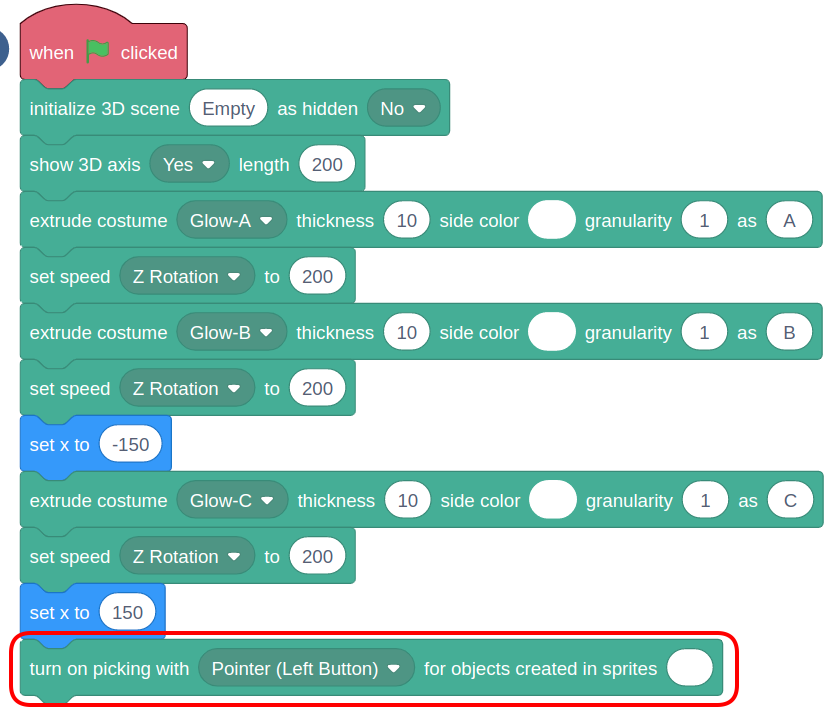 when clicked
initialize 3D scene Empty as hidden No
show 3D axis Yes length 200
extrude costume Glow-A thickness 10 side color granularity 1 as A
set speed Z Rotation to 200
extrude costume Glow-B thickness 10 side color granularity 1 as B
set speed Z Rotation to 200
set x to -150
extrude costume Glow-C thickness 10 side color granularity 1 as C
set speed Z Rotation to 200
set x to 150
turn on picking with Pointer (Left Button) for objects created in sprites